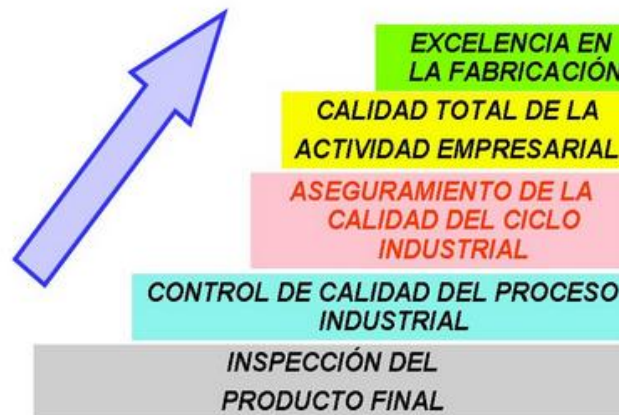 EXCELENCIA EN
LA FABRICACIÓN
CALIDAD TOTAL DE LA
ACTIVIDAD EMPRESARIAL
ASEGURAMIENTO DE LA
CALIDAD DEL CICLO
INDUSTRIAL
CONTROL DE CALIDAD DEL PROCESO
INDUSTRIAL
INSPECCIÓN DEL
PRODUCTO FINAL